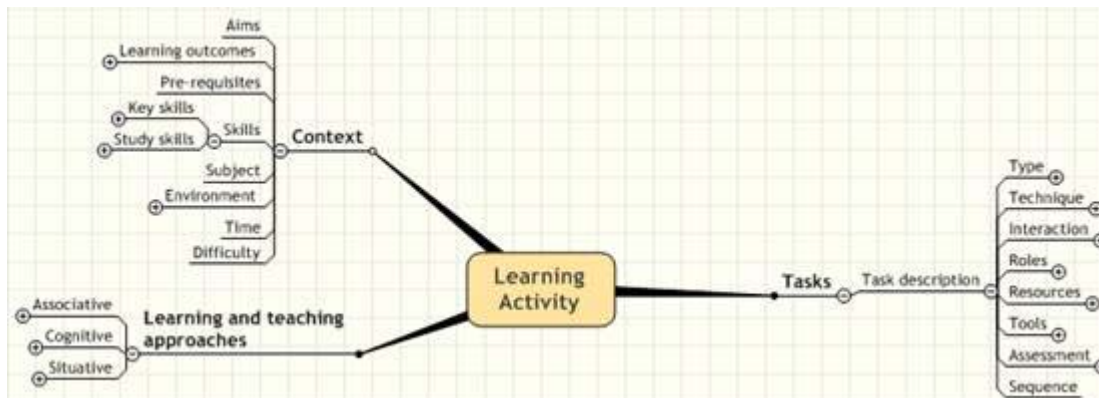 Aims
Learning outcomes
Pre-requisites
Key skills
Study skills
Skills
Subject
Environment
Time
Difficulty
Context
Associative
Cognitive
Situative
Learning and teaching
approaches
Learning
Activity
Tasks
Task description
Type
Technique
Interaction
Roles
Resources
Tools
Assessment
Sequence